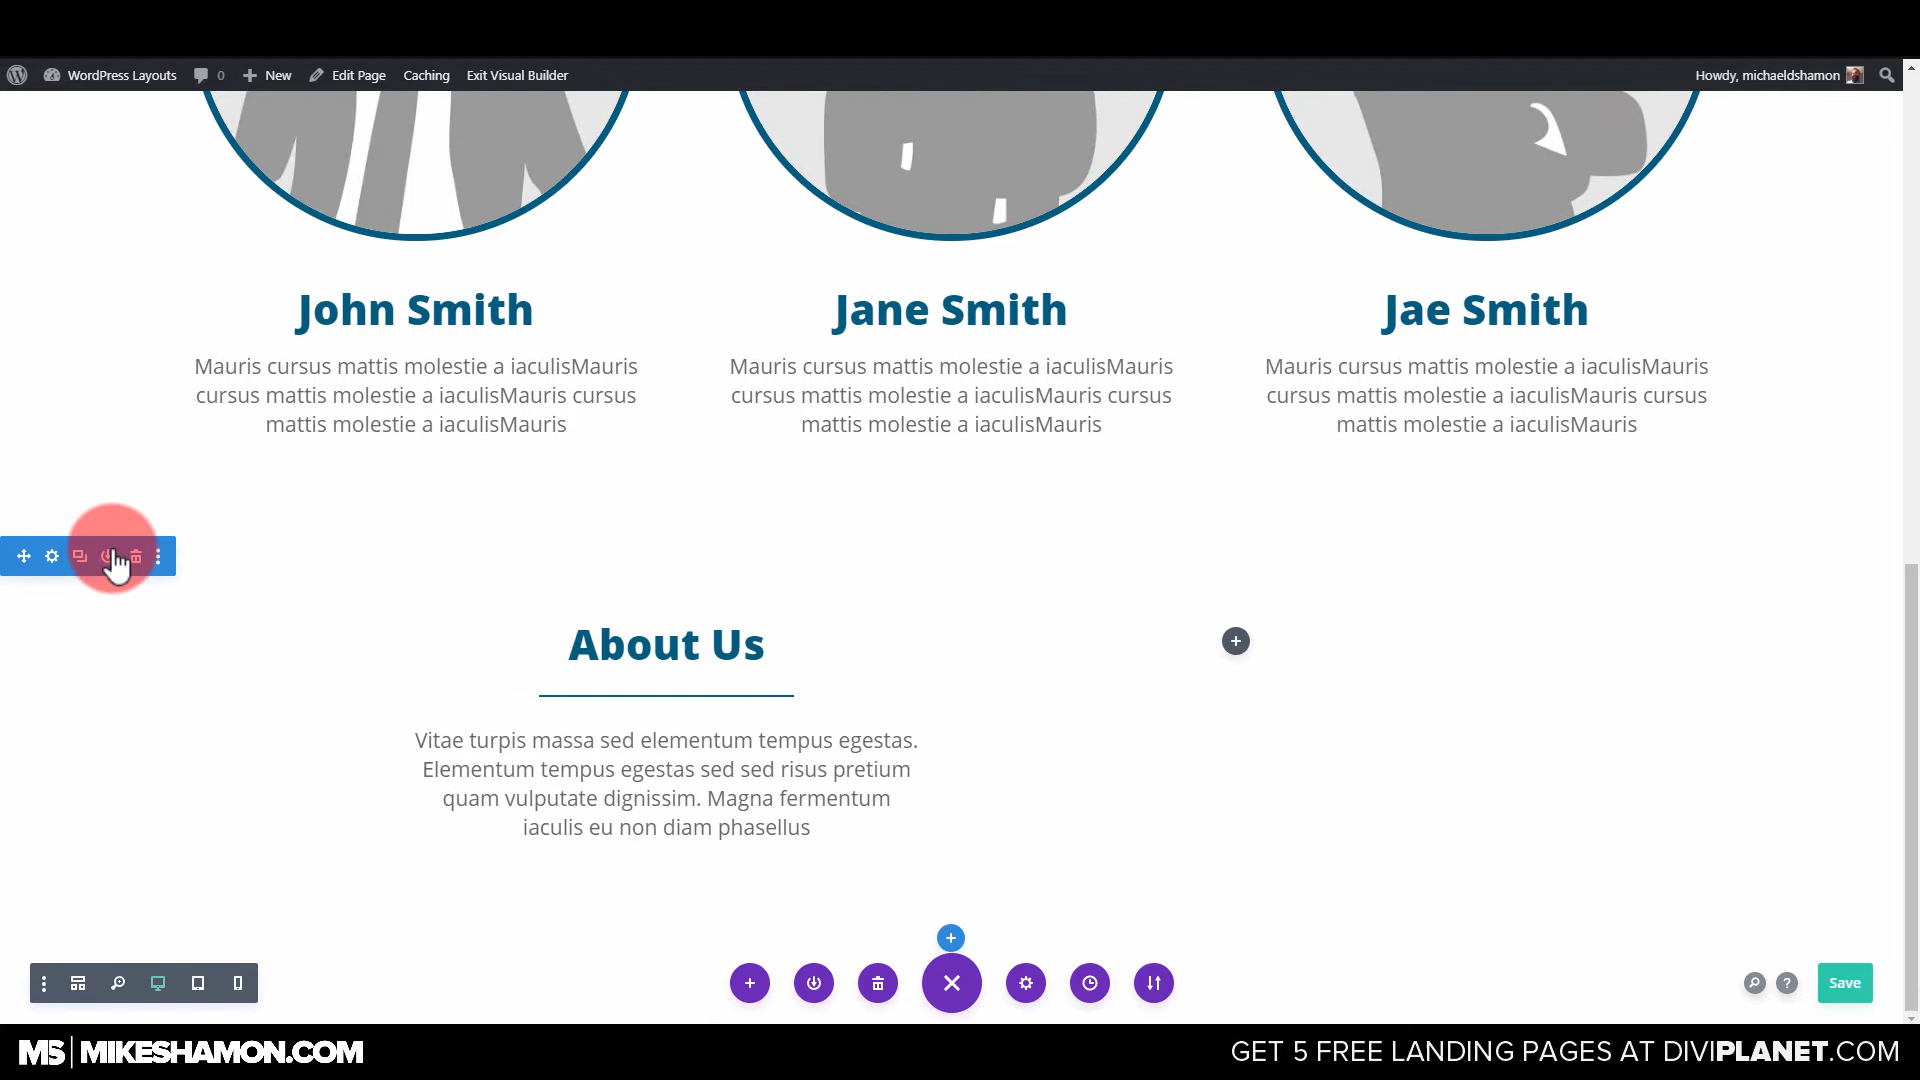 WordPress Layouts 0 New Edit Page Caching Exit Visual Builder Howdy, michaeldshamon
John Smith
Mauris cursus mattis molestie a iaculisMauris
cursus mattis molestie a iaculisMauris cursus
mattis molestie a iaculisMauris
Jane Smith
Mauris cursus mattis molestie a iaculisMauris
cursus mattis molestie a iaculisMauris cursus
mattis molestie a iaculisMauris
Jae Smith
Mauris cursus mattis molestie a iaculisMauris
cursus mattis molestie a iaculisMauris cursus
mattis molestie a iaculisMauris
About Us
Vitae turpis massa sed elementum tempus egestas.
Elementum tempus egestas sed sed risus pretium
quam vulputate dignissim. Magna fermentum
iaculis eu non diam phasellus
Save
MS MIKESHAMON.COM
GET 5 FREE LANDING PAGES AT DIVIPLANET.COM